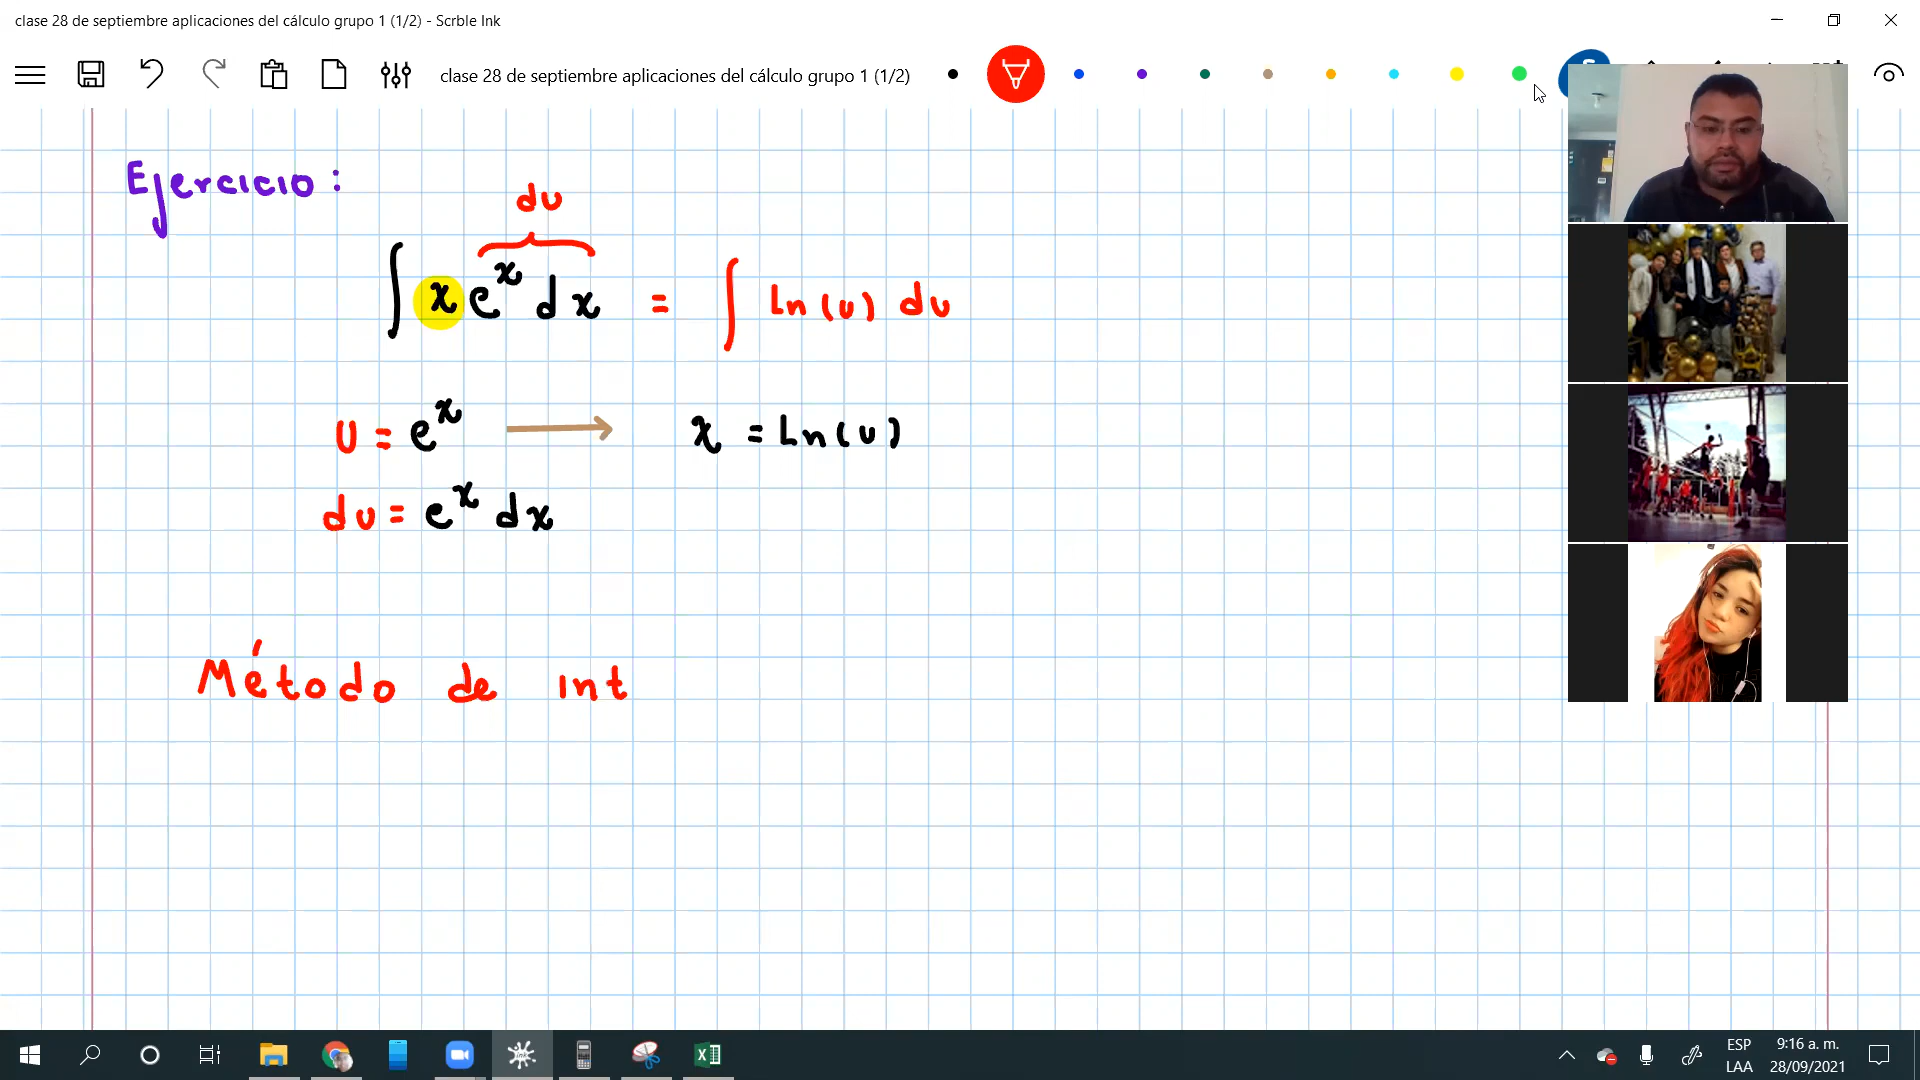 clase 28 de septiembre aplicaciones del cálculo grupo 1 (1/2) - Scrble Ink
clase 28 de septiembre aplicaciones del cálculo grupo 1 (1/2)
Ejercicio:
du
∫ x e^x dx = ∫ Ln(u) du
u = e^x → x = Ln(u)
du = e^x dx
Método de int
ESP
LAA
9:16 a. m.
28/09/2021